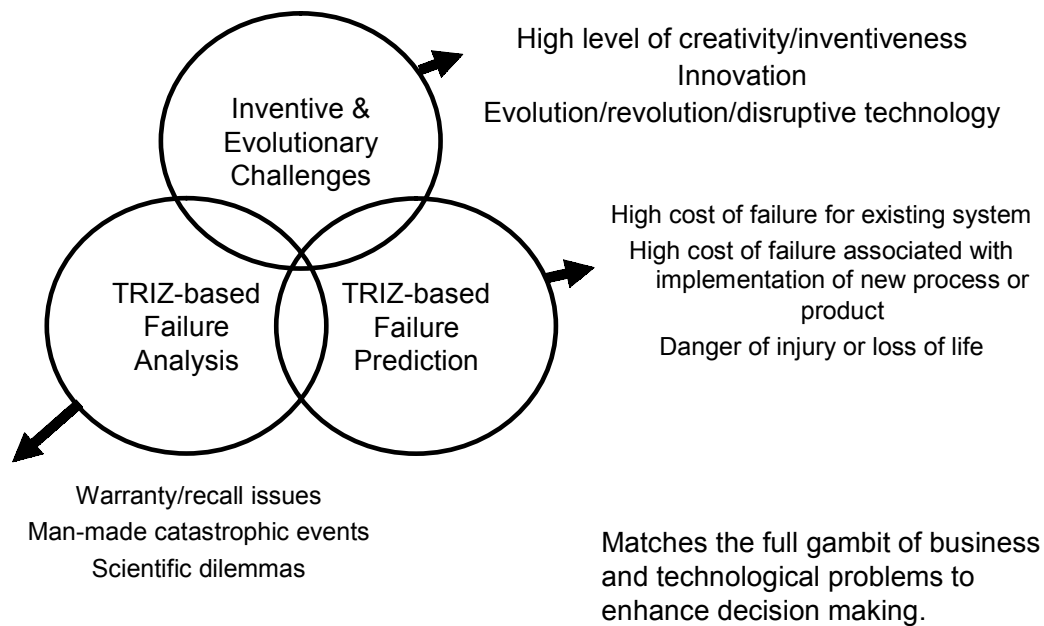 High level of creativity/inventiveness
Innovation
Evolution/revolution/disruptive technology
Inventive &
Evolutionary
Challenges
High cost of failure for existing system
High cost of failure associated with
implementation of new process or
product
Danger of injury or loss of life
TRIZ-based
Failure
Analysis
TRIZ-based
Failure
Prediction
Warranty/recall issues
Man-made catastrophic events
Scientific dilemmas
Matches the full gambit of business
and technological problems to
enhance decision making.